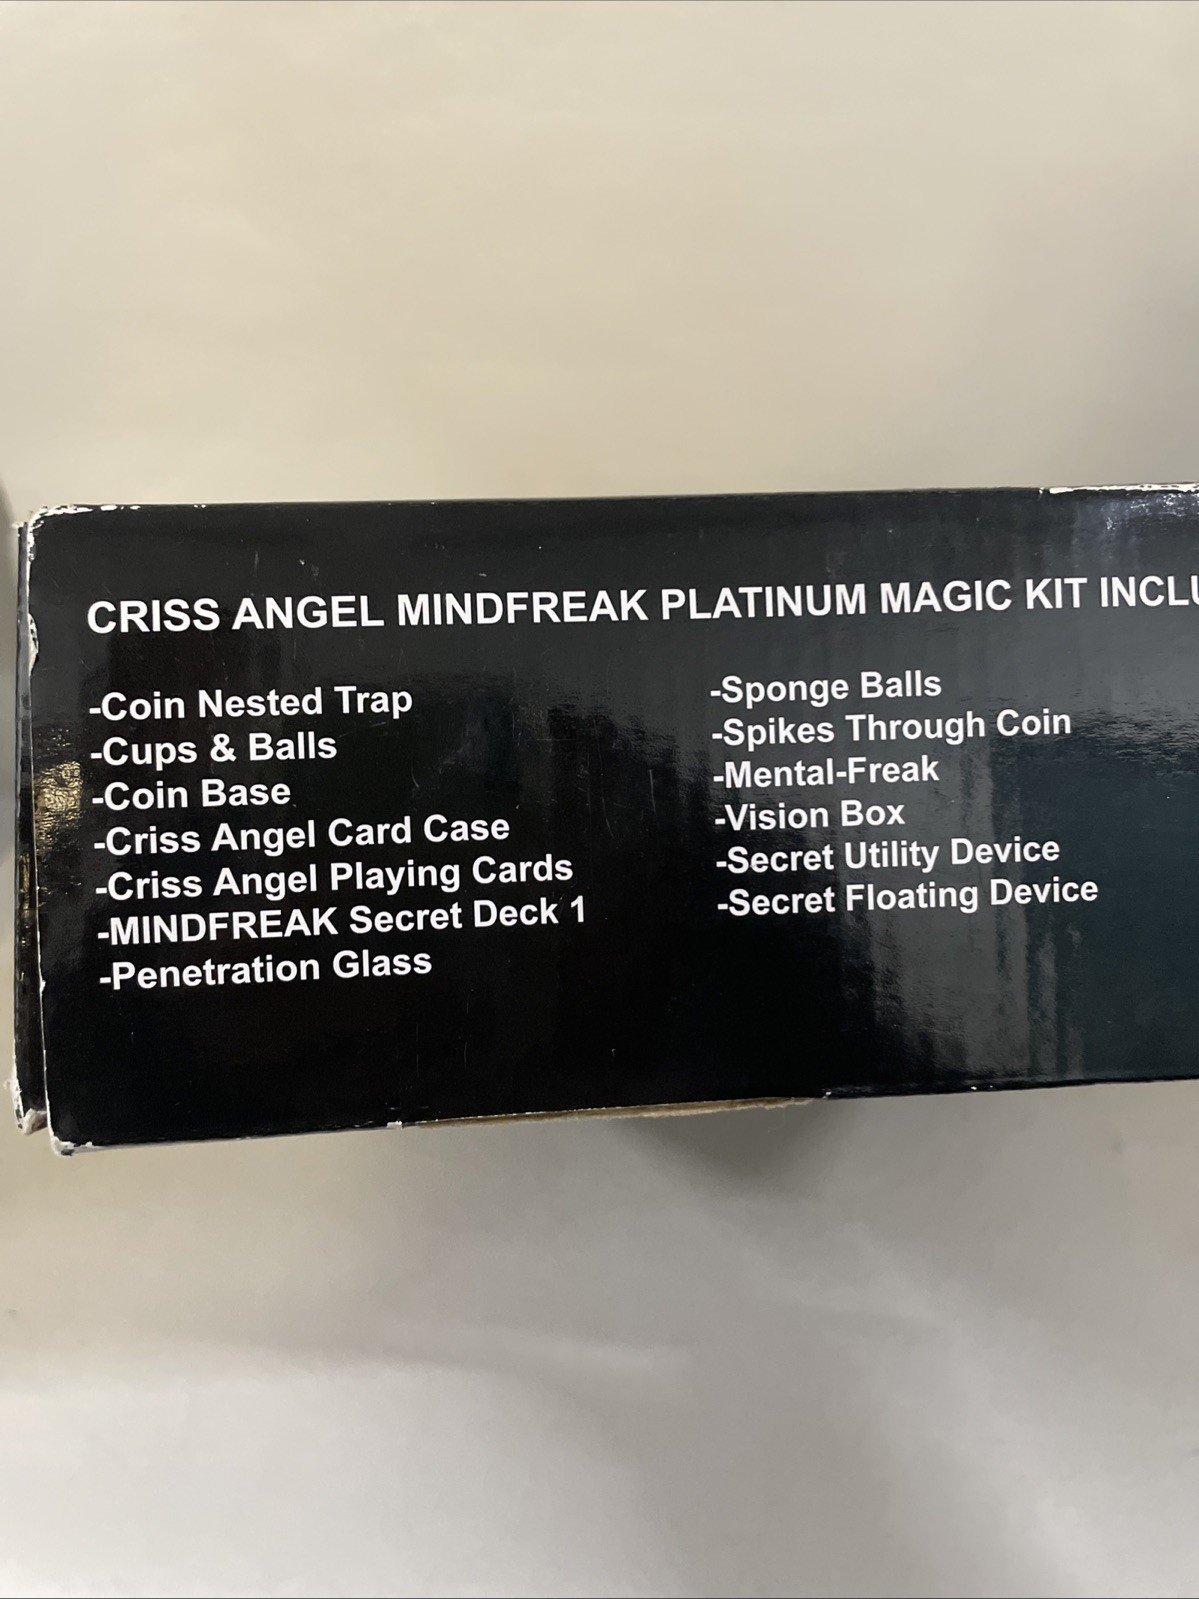 CRISS ANGEL MINDFREAK PLATINUM MAGIC KIT INCLU
-Coin Nested Trap
-Cups & Balls
-Coin Base
-Criss Angel Card Case
-Criss Angel Playing Cards
-MINDFREAK Secret Deck 1
-Penetration Glass
-Sponge Balls
-Spikes Through Coin
-Mental-Freak
-Vision Box
-Secret Utility Device
-Secret Floating Device